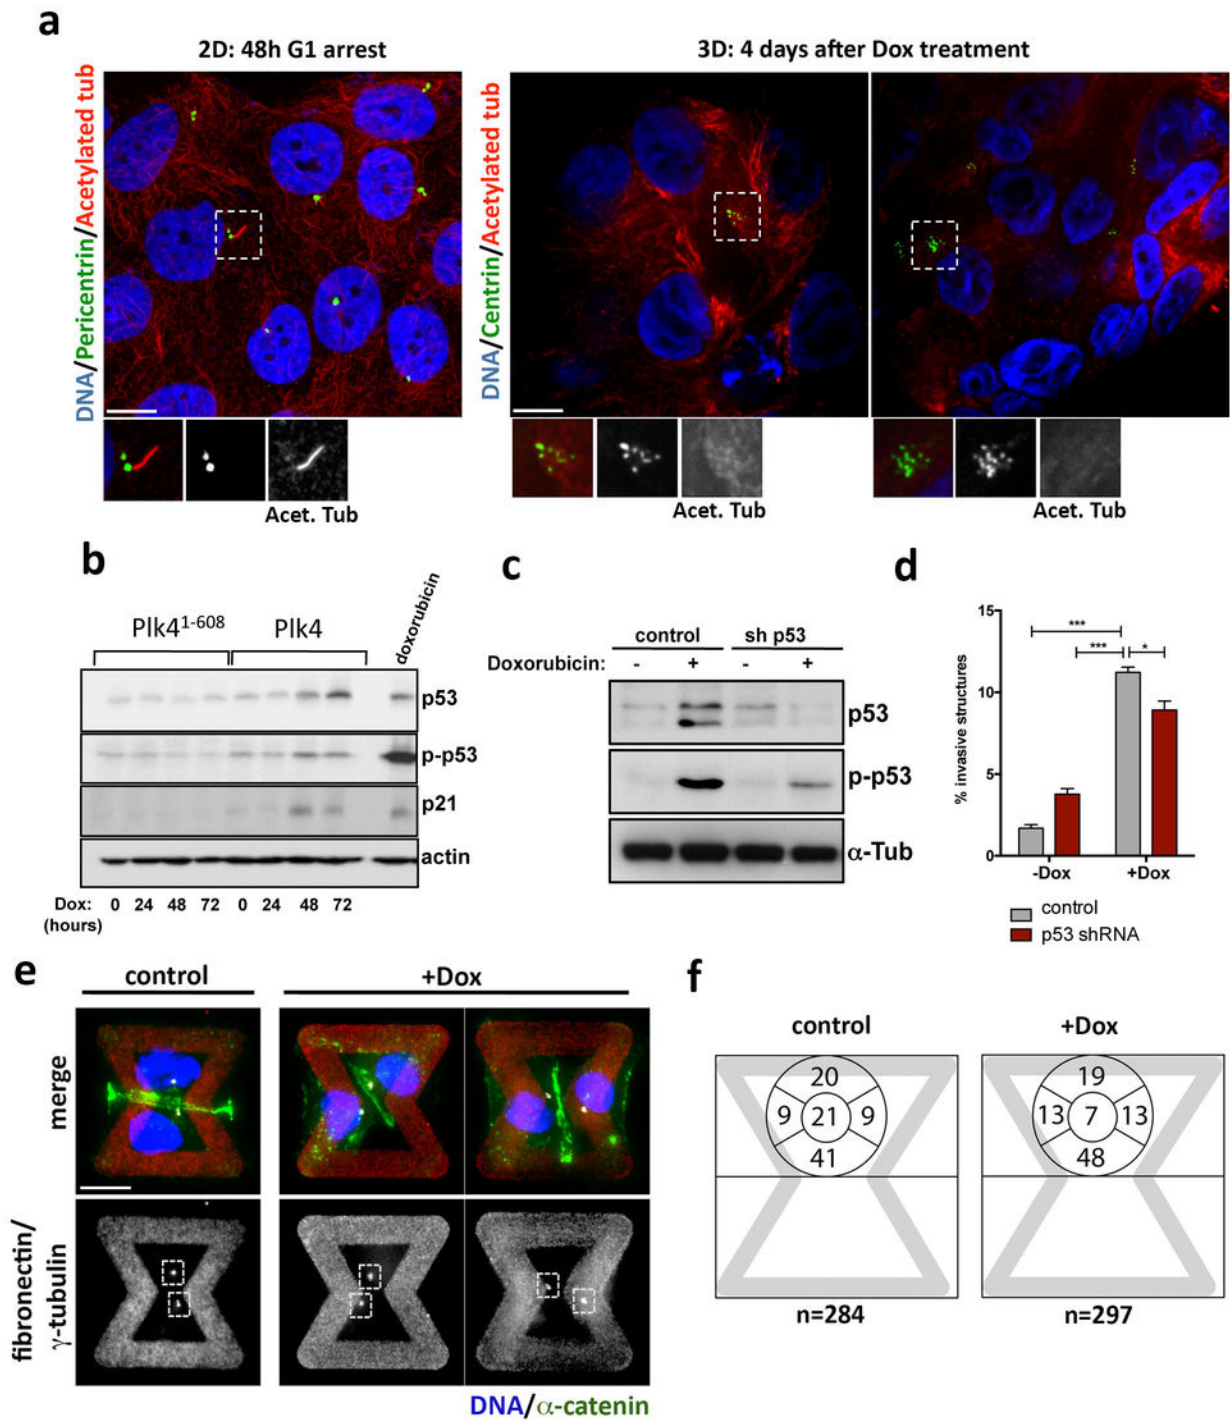 a
2D: 48h G1 arrest
3D: 4 days after Dox treatment
DNA/Pericentrin/Acetylated tub
DNA/Centrin/Acetylated tub
Acet. Tub
Acet. Tub
Acet. Tub
b
Plk4¹⁻⁶⁰⁸
Plk4
doxorubicin
p53
p-p53
p21
actin
Dox: 0 24 48 72 0 24 48 72
(hours)
c
control sh p53
Doxorubicin: - + - +
p53
p-p53
α-Tub
d
% invasive structures
15
10
5
0
*** 
*** *
-Dox +Dox
control
p53 shRNA
e
control +Dox
merge
fibronectin/
γ-tubulin
DNA/α-catenin
f
control +Dox
20 19
9 21 9 13 7 13
41 48
n=284 n=297